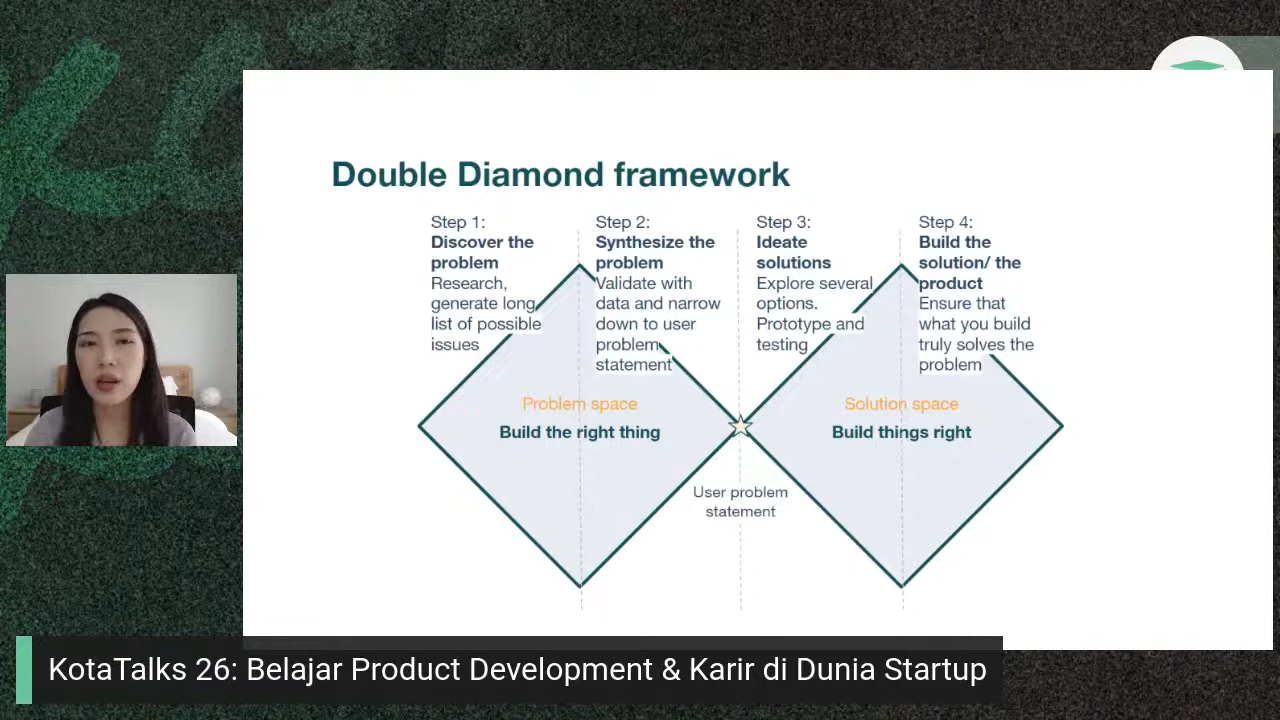 Double Diamond framework
Step 1:
Discover the
problem
Research,
generate long
list of possible
issues
Step 2:
Synthesize the
problem
Validate with
data and narrow
down to user
problem
statement
Step 3:
Ideate
solutions
Explore several
options.
Prototype and
testing
Step 4:
Build the
solution/ the
product
Ensure that
what you build
truly solves the
problem
Problem space
Build the right thing
Solution space
Build things right
User problem
statement
KotaTalks 26: Belajar Product Development & Karir di Dunia Startup